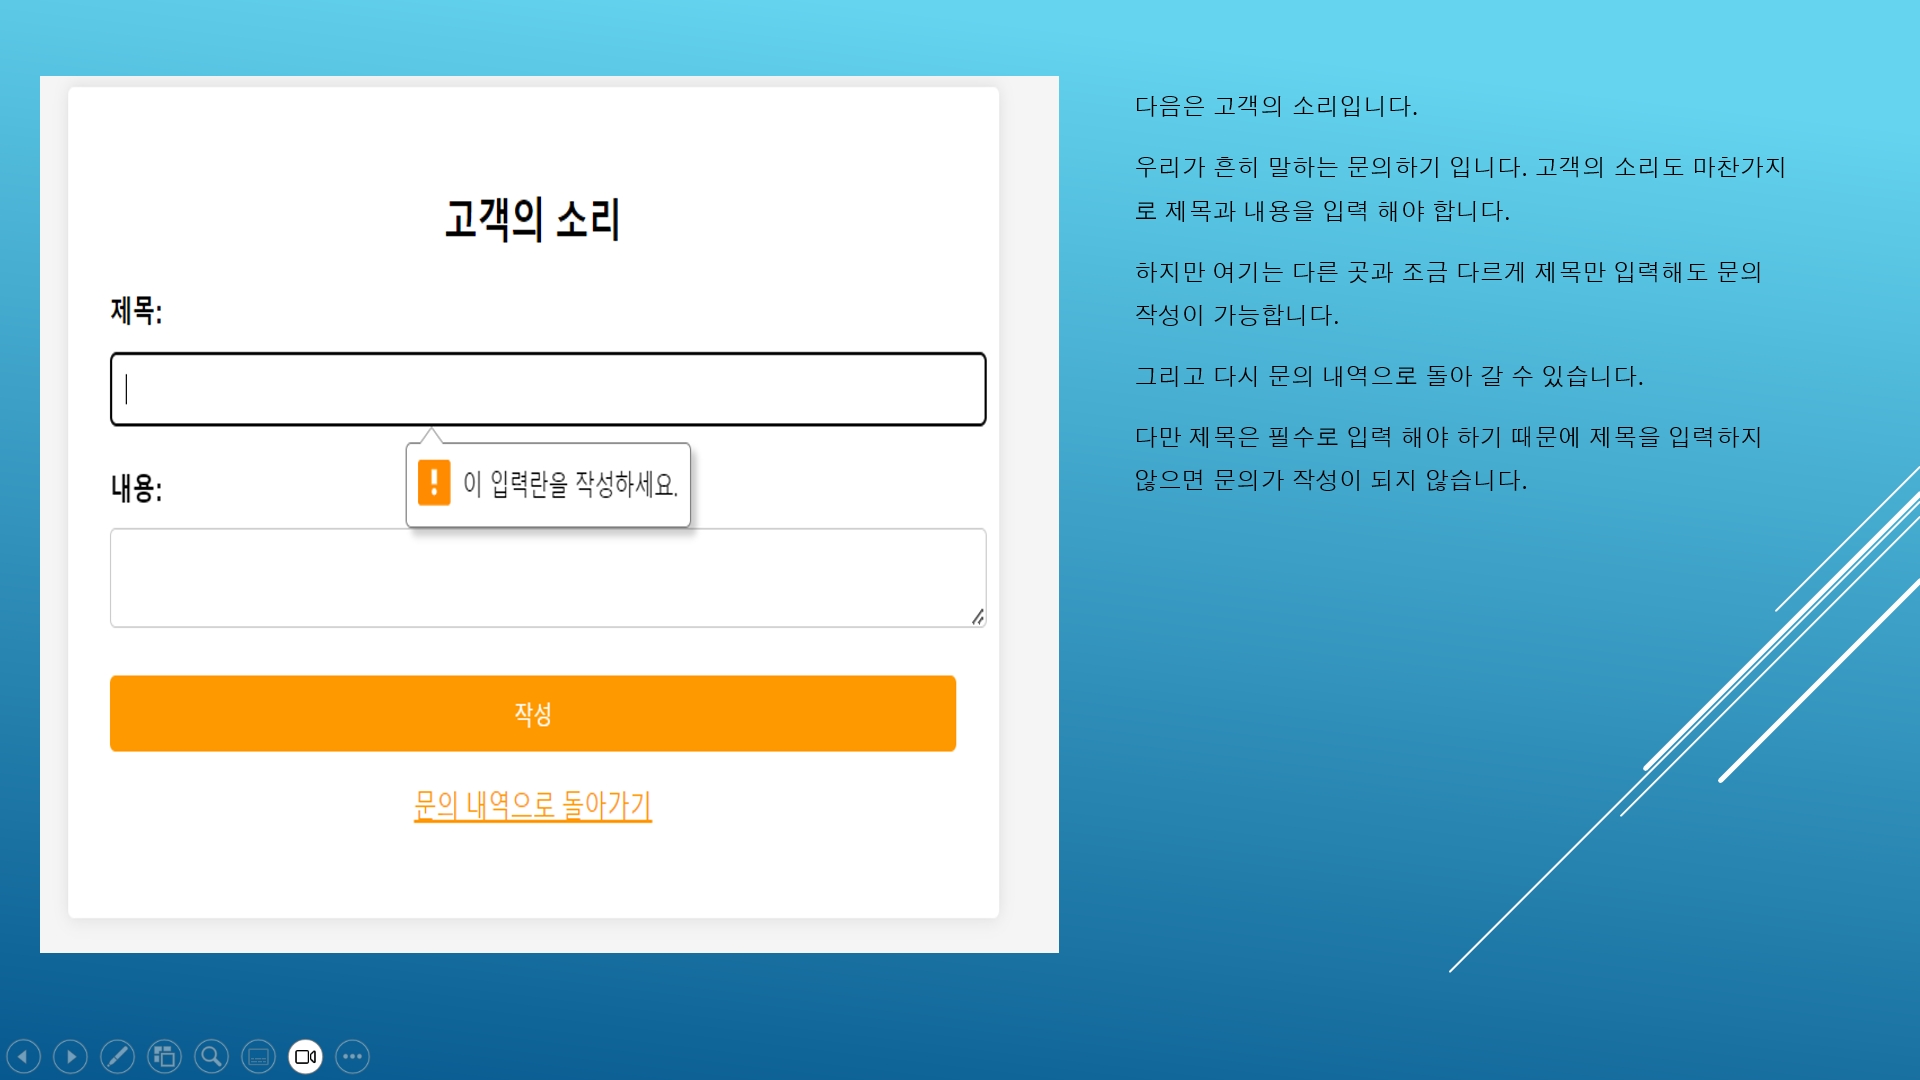 고객의 소리
제목:
이 입력란을 작성하세요.
내용:
작성
문의 내역으로 돌아가기
다음은 고객의 소리입니다.
우리가 흔히 말하는 문의하기 입니다. 고객의 소리도 마찬가지
로 제목과 내용을 입력 해야 합니다.
하지만 여기는 다른 곳과 조금 다르게 제목만 입력해도 문의
작성이 가능합니다.
그리고 다시 문의 내역으로 돌아 갈 수 있습니다.
다만 제목은 필수로 입력 해야 하기 때문에 제목을 입력하지
않으면 문의가 작성이 되지 않습니다.